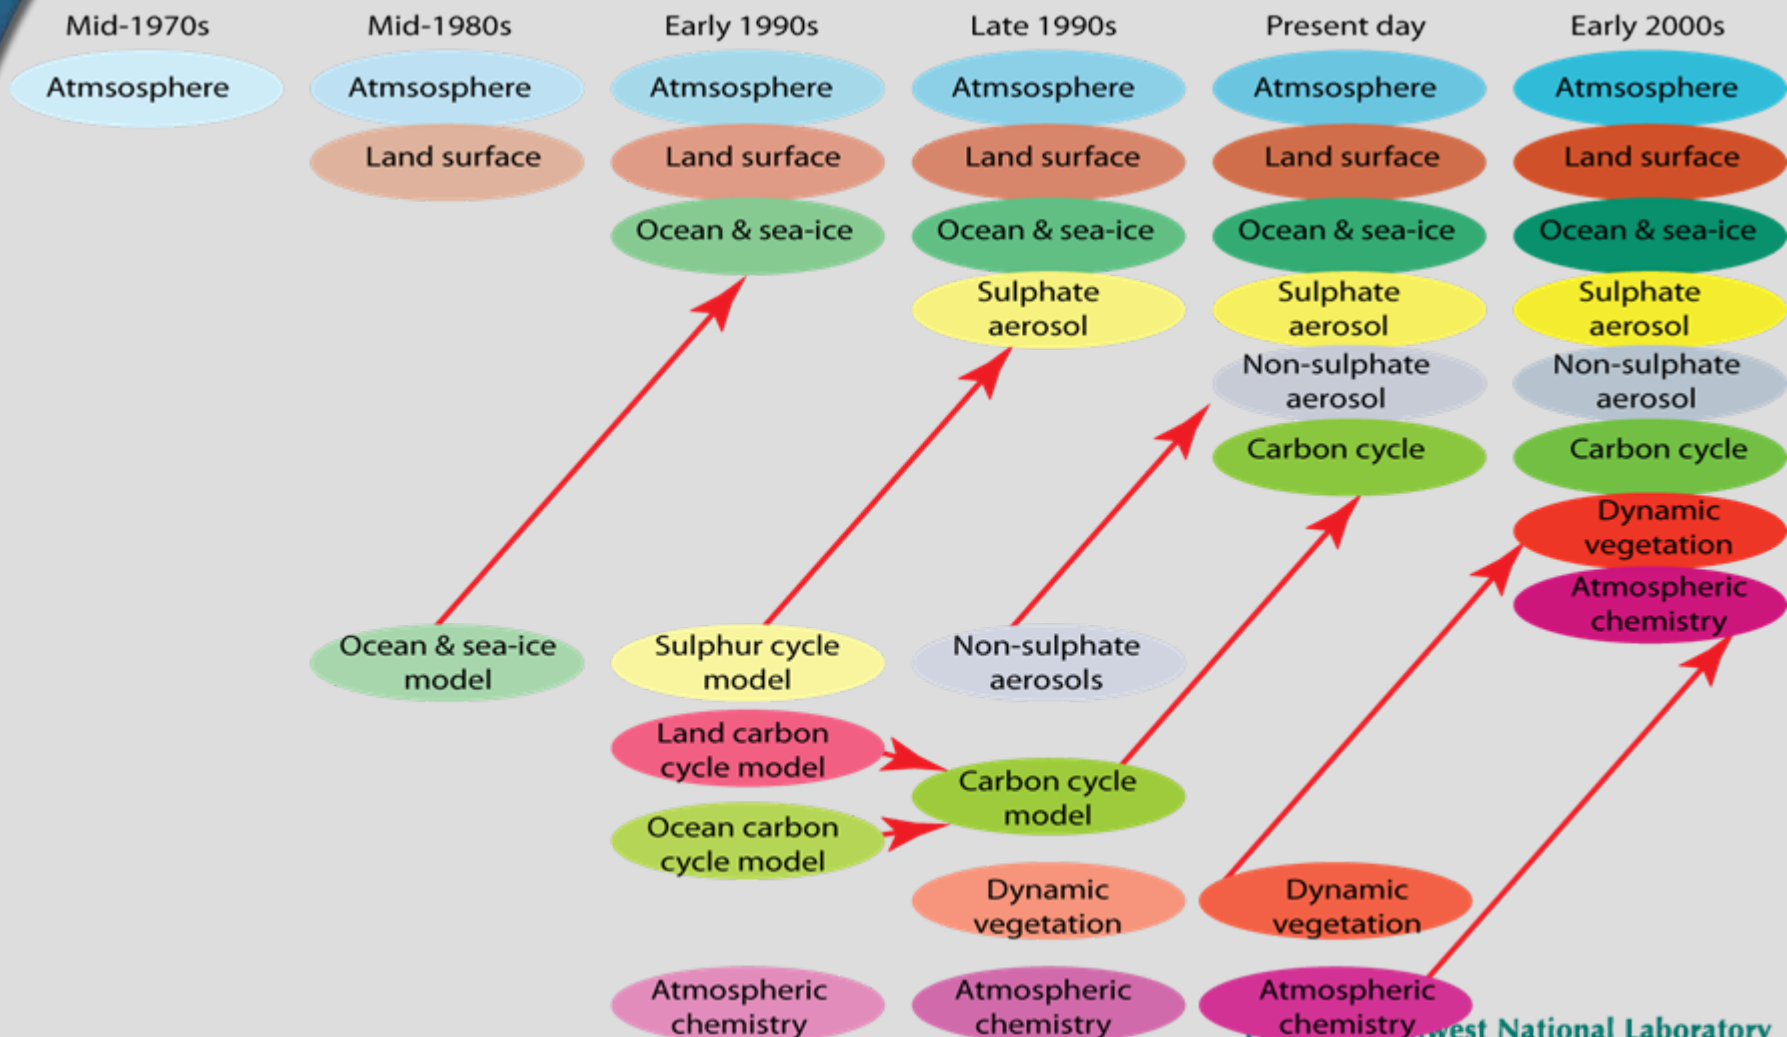 Mid-1970s
Mid-1980s
Early 1990s
Late 1990s
Present day
Early 2000s
Atmsosphere
Atmsosphere
Atmsosphere
Atmsosphere
Atmsosphere
Atmsosphere
Land surface
Land surface
Land surface
Land surface
Land surface
Ocean & sea-ice
Ocean & sea-ice
Ocean & sea-ice
Ocean & sea-ice
Sulphate
aerosol
Sulphate
aerosol
Sulphate
aerosol
Non-sulphate
aerosol
Non-sulphate
aerosol
Carbon cycle
Carbon cycle
Dynamic
vegetation
Atmospheric
chemistry
Ocean & sea-ice
model
Sulphur cycle
model
Non-sulphate
aerosols
Land carbon
cycle model
Carbon cycle
model
Ocean carbon
cycle model
Dynamic
vegetation
Dynamic
vegetation
Atmospheric
chemistry
Atmospheric
chemistry
Atmospheric
chemistry
National Laboratory